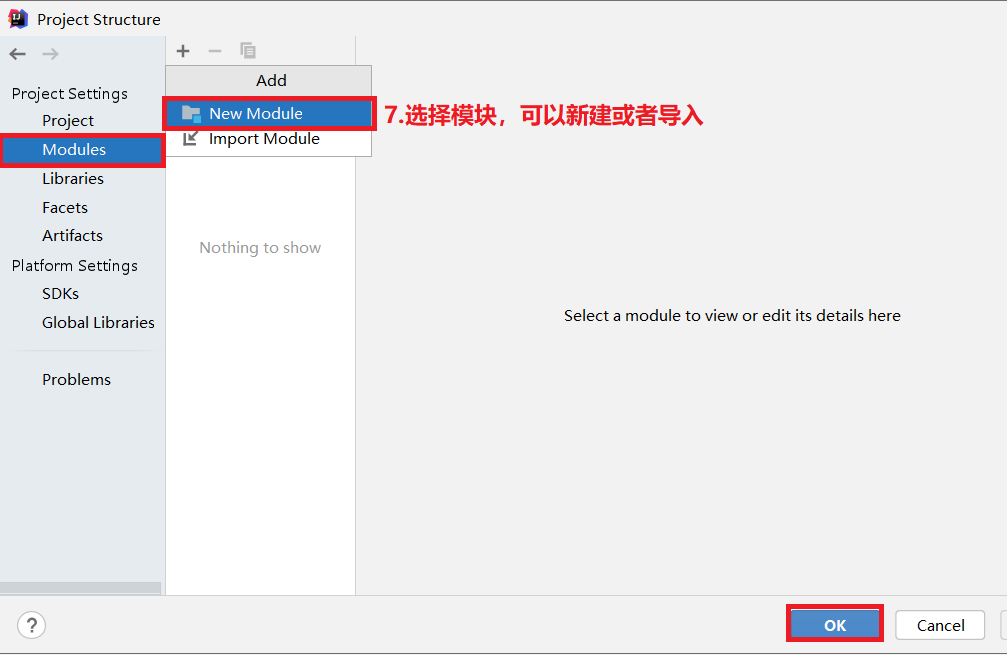 Project Structure
Project Settings
Project
Modules
Libraries
Facets
Artifacts
Platform Settings
SDKs
Global Libraries
Problems
Add
New Module
Import Module
7.选择模块，可以新建或者导入
Nothing to show
Select a module to view or edit its details here
?
OK
Cancel